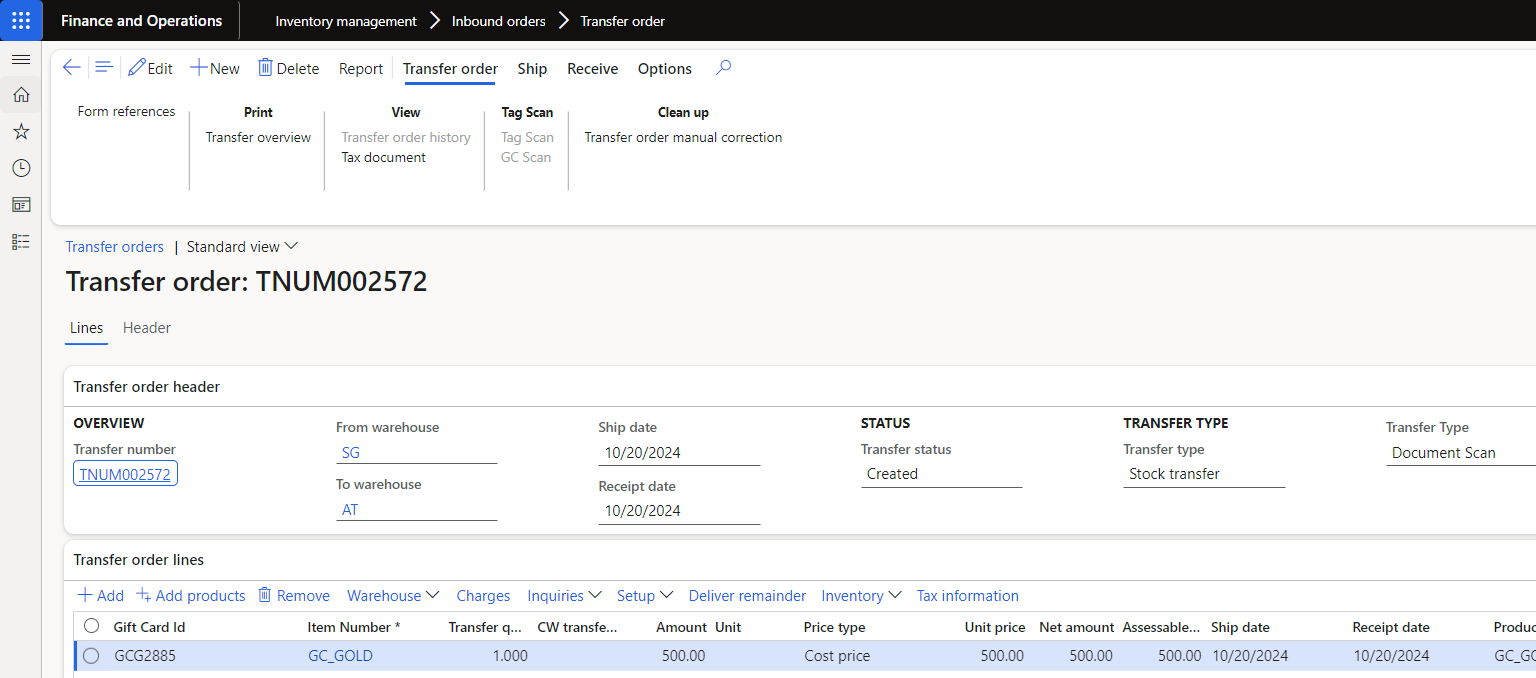 Finance and Operations Inventory management Inbound orders Transfer order
Edit New Delete Report Transfer order Ship Receive Options
Form references Print View Tag Scan Clean up
Transfer overview Transfer order history Tag Scan Transfer order manual correction
Tax document GC Scan
Transfer orders | Standard view
Transfer order: TNUM002572
Lines Header
Transfer order header
OVERVIEW From warehouse Ship date STATUS TRANSFER TYPE Transfer Type
Transfer number SG 10/20/2024 Transfer status Transfer type Document Scan
TNUM002572 To warehouse Receipt date Created Stock transfer
AT 10/20/2024
Transfer order lines
Add Add products Remove Warehouse Charges Inquiries Setup Deliver remainder Inventory Tax information
Gift Card Id Item Number * Transfer q... CW transfe... Amount Unit Price type Unit price Net amount Assessable... Ship date Receipt date Produc
GCG2885 GC_GOLD 1.000 500.00 Cost price 500.00 500.00 500.00 10/20/2024 10/20/2024 GC_GO